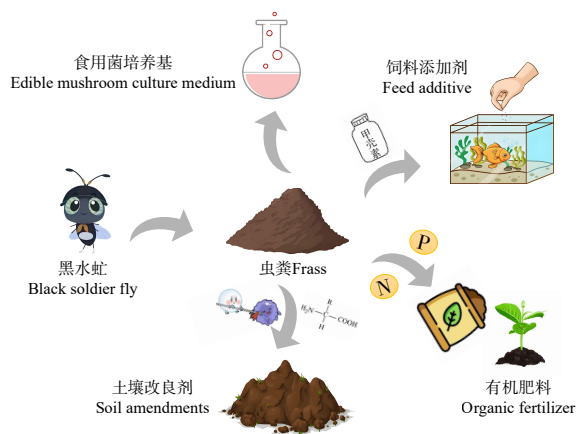 食用菌培养基
Edible mushroom culture medium
饲料添加剂
Feed additive
甲壳素
黑水虻
Black soldier fly
虫粪Frass
P
N
R
H₂N
C
COOH
H
土壤改良剂
Soil amendments
有机肥料
Organic fertilizer